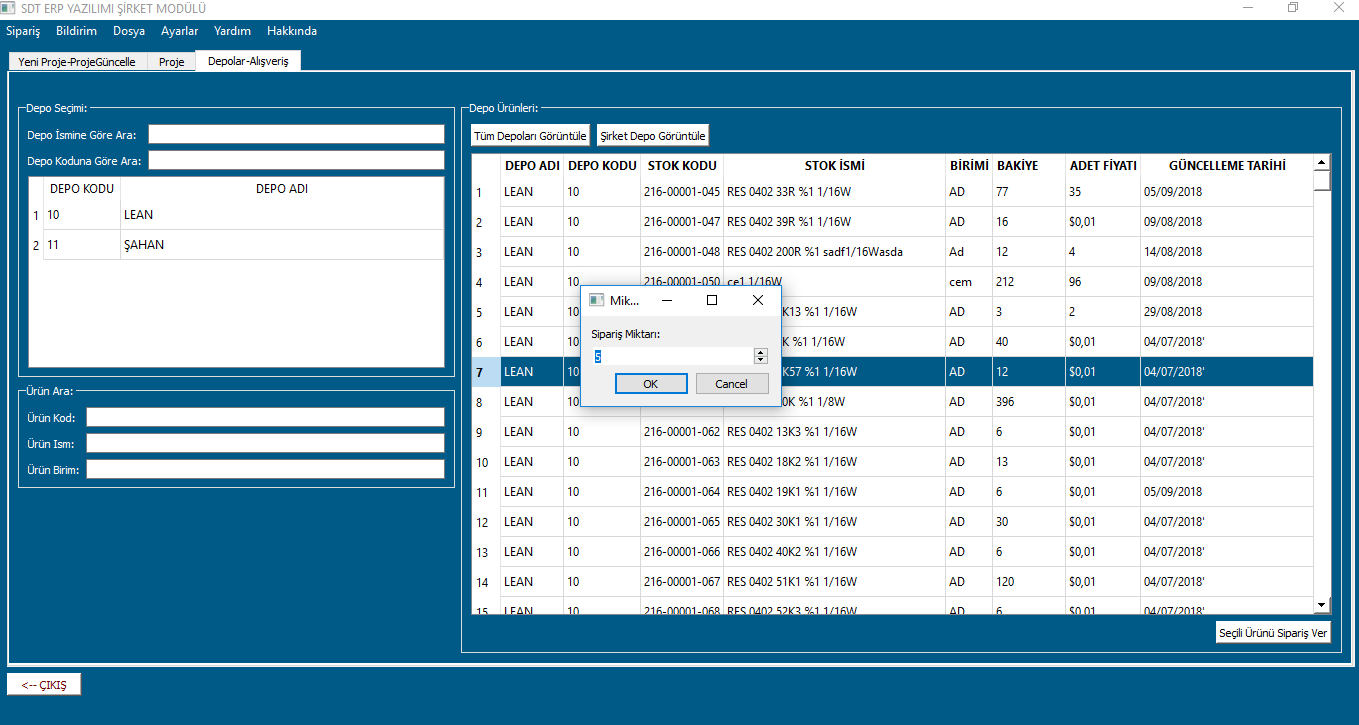 SDT ERP YAZILIMI ŞİRKET MODÜLÜ
Sipariş Bildirim Dosya Ayarlar Yardım Hakkında
Yeni Proje-ProjeGüncelle Proje Depolar-Alışveriş
Depo Seçimi:
Depo İsmine Göre Ara:
Depo Koduna Göre Ara:
DEPO KODU DEPO ADI
1 10 LEAN
2 11 ŞAHAN
Ürün Ara:
Ürün Kod:
Ürün Ism:
Ürün Birim:
Depo Ürünleri:
Tüm Depoları Görüntüle Şirket Depo Görüntüle
DEPO ADI DEPO KODU STOK KODU STOK İSMİ BİRİMİ BAKİYE ADET FİYATI GÜNCELLEME TARİHİ
1 LEAN 10 216-00001-045 RES 0402 33R %1 1/16W AD 77 35 05/09/2018
2 LEAN 10 216-00001-047 RES 0402 39R %1 1/16W AD 16 $0,01 09/08/2018
3 LEAN 10 216-00001-048 RES 0402 200R %1 sadf1/16Wasda Ad 12 4 14/08/2018
4 LEAN 10 216-00001-050 ce1 1/16W cem 212 96 09/08/2018
5 LEAN 10 K13 %1 1/16W AD 3 2 29/08/2018
6 LEAN 10 K %1 1/16W AD 40 $0,01 04/07/2018'
7 LEAN 10 K57 %1 1/16W AD 12 $0,01 04/07/2018'
8 LEAN 10 0K %1 1/8W AD 396 $0,01 04/07/2018'
9 LEAN 10 216-00001-062 RES 0402 13K3 %1 1/16W AD 6 $0,01 04/07/2018'
10 LEAN 10 216-00001-063 RES 0402 18K2 %1 1/16W AD 13 $0,01 04/07/2018'
11 LEAN 10 216-00001-064 RES 0402 19K1 %1 1/16W AD 6 $0,01 05/09/2018
12 LEAN 10 216-00001-065 RES 0402 30K1 %1 1/16W AD 30 $0,01 04/07/2018'
13 LEAN 10 216-00001-066 RES 0402 40K2 %1 1/16W AD 6 $0,01 04/07/2018'
14 LEAN 10 216-00001-067 RES 0402 51K1 %1 1/16W AD 120 $0,01 04/07/2018'
15 LEAN 10 216-00001-068 RES 0402 52K3 %1 1/16W AD 6 $0,01 04/07/2018'
Mik...
Sipariş Miktarı:
5
OK Cancel
Seçili Ürünü Sipariş Ver
<-- ÇIKIŞ